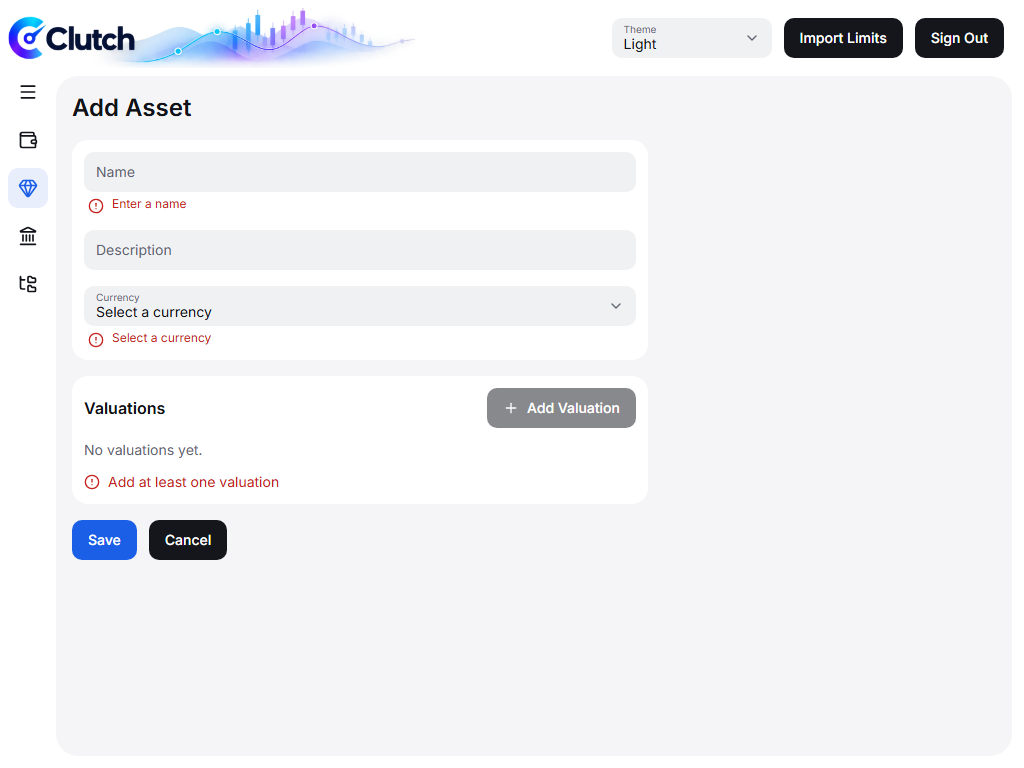 Clutch
Theme
Light
Import Limits
Sign Out
Add Asset
Name
Enter a name
Description
Currency
Select a currency
Select a currency
Valuations
Add Valuation
No valuations yet.
Add at least one valuation
Save
Cancel